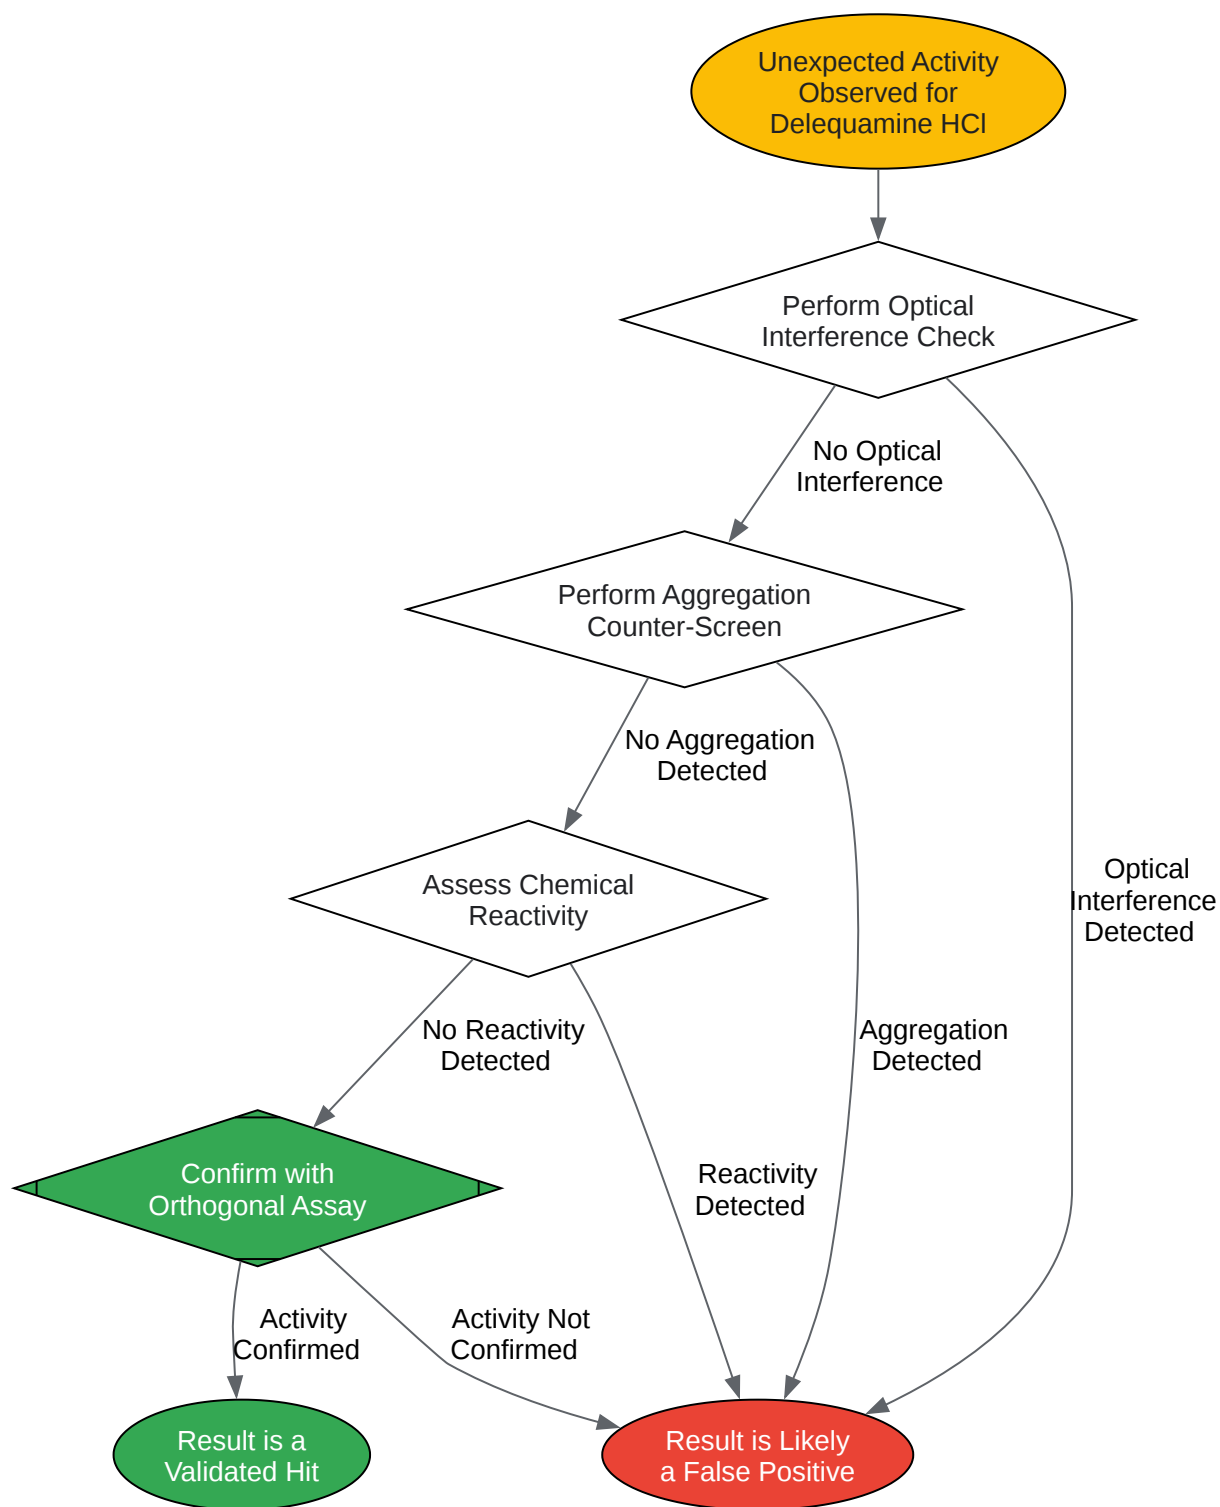 Unexpected Activity
Observed for
Delequamine HCl
Perform Optical
Interference Check
No Optical
Interference
Perform Aggregation
Counter-Screen
No Aggregation
Detected
Optical
Interference
Detected
Assess Chemical
Reactivity
No Reactivity
Detected
Aggregation
Detected
Confirm with
Orthogonal Assay
Reactivity
Detected
Activity
Confirmed
Activity Not
Confirmed
Result is a
Validated Hit
Result is Likely
a False Positive